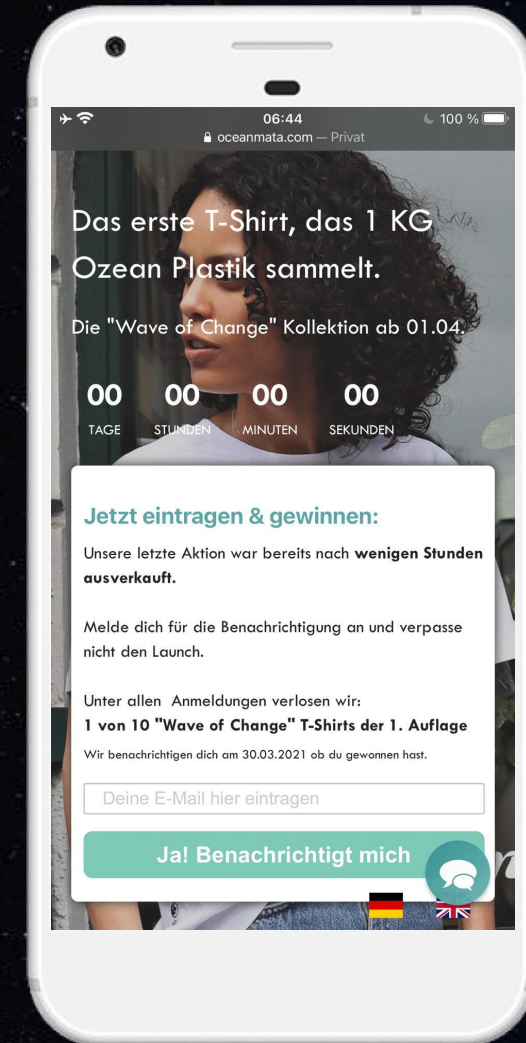 06:44
100 %
oceanmata.com — Privat
Das erste T-Shirt, das 1 KG
Ozean Plastik sammelt.
Die "Wave of Change" Kollektion ab 01.04.
00 00 00 00
TAGE STUNDEN MINUTEN SEKUNDEN
Jetzt eintragen & gewinnen:
Unsere letzte Aktion war bereits nach wenigen Stunden
ausverkauft.
Melde dich für die Benachrichtigung an und verpasse
nicht den Launch.
Unter allen Anmeldungen verlosen wir:
1 von 10 "Wave of Change" T-Shirts der 1. Auflage
Wir benachrichtigen dich am 30.03.2021 ob du gewonnen hast.
Deine E-Mail hier eintragen
Ja! Benachrichtigt mich